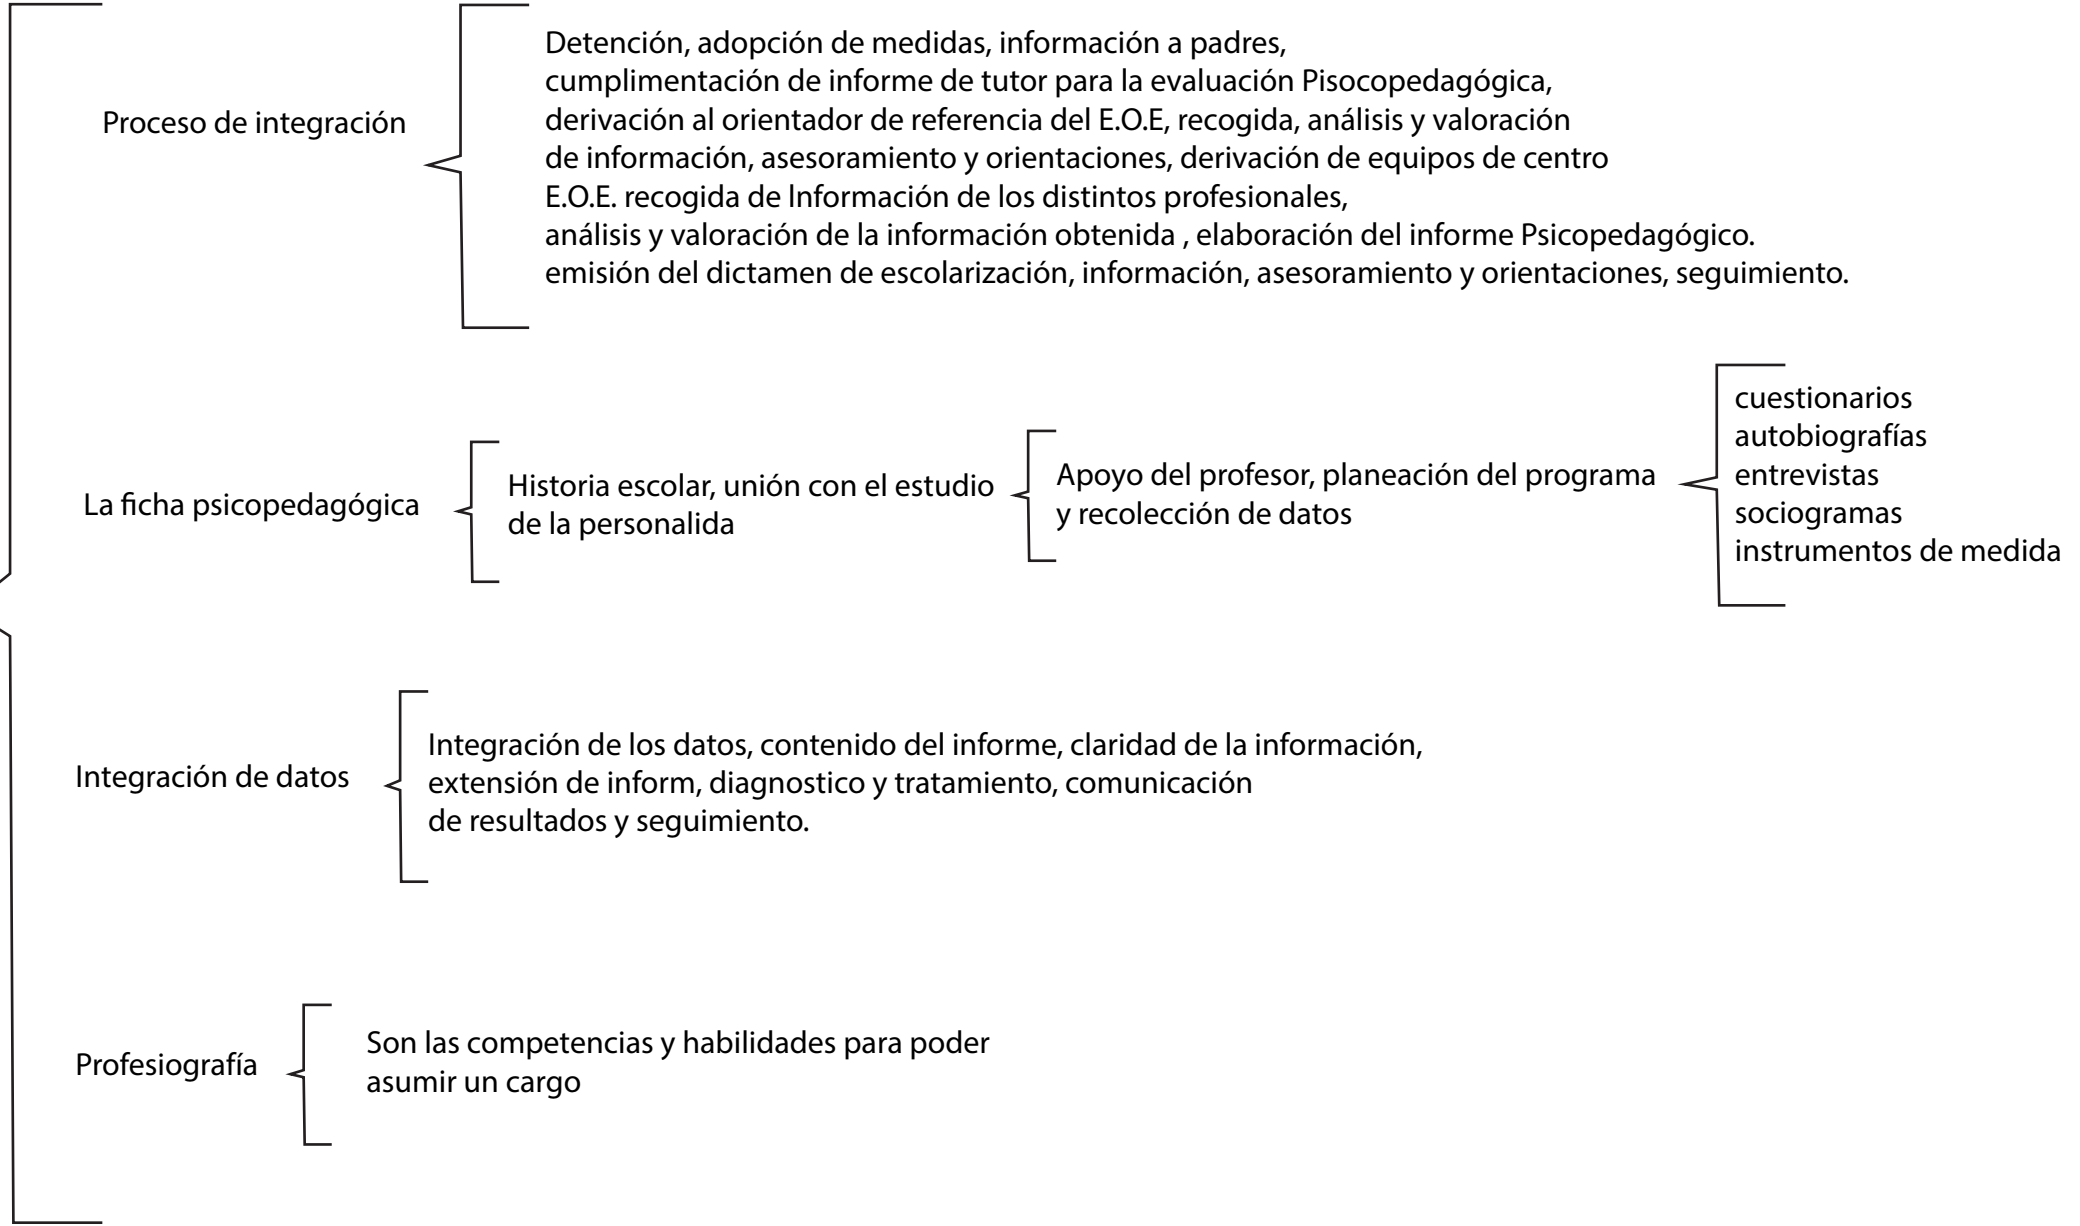 Proceso de integración
Detención, adopción de medidas, información a padres,
cumplimentación de informe de tutor para la evaluación Pisocopedagógica,
derivación al orientador de referencia del E.O.E, recogida, análisis y valoración
de información, asesoramiento y orientaciones, derivación de equipos de centro
E.O.E. recogida de Información de los distintos profesionales,
análisis y valoración de la información obtenida , elaboración del informe Psicopedagógico.
emisión del dictamen de escolarización, información, asesoramiento y orientaciones, seguimiento.
La ficha psicopedagógica
Historia escolar, unión con el estudio
de la personalida
Apoyo del profesor, planeación del programa
y recolección de datos
cuestionarios
autobiografías
entrevistas
sociogramas
instrumentos de medida
Integración de datos
Integración de los datos, contenido del informe, claridad de la información,
extensión de inform, diagnostico y tratamiento, comunicación
de resultados y seguimiento.
Profesiografía
Son las competencias y habilidades para poder
asumir un cargo